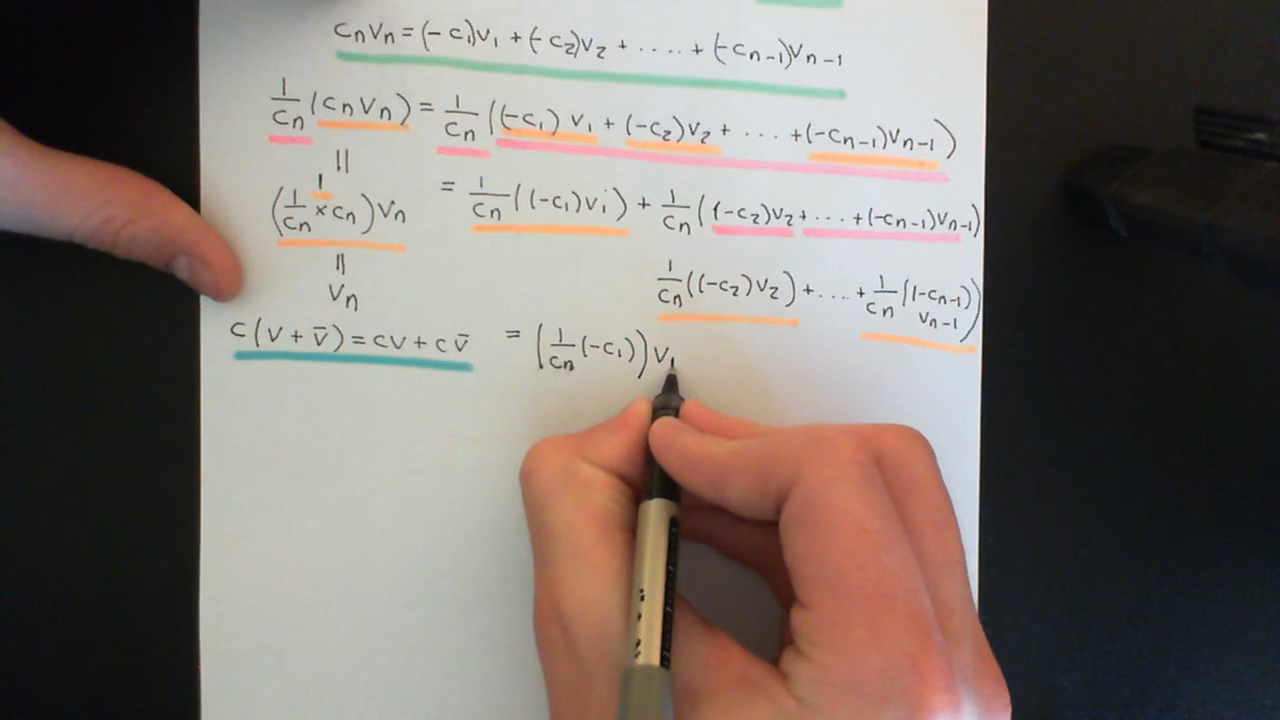 cₙvₙ = (-c₁)v₁ + (-c₂)v₂ + .... + (-cₙ₋₁)vₙ₋₁
1/cₙ (cₙvₙ) = 1/cₙ ((-c₁)v₁ + (-c₂)v₂ + ... + (-cₙ₋₁)vₙ₋₁)
|| 1
(1/cₙ × cₙ)vₙ = 1/cₙ ((-c₁)v₁) + 1/cₙ ((-c₂)v₂ + ... + (-cₙ₋₁)vₙ₋₁)
||
vₙ
1/cₙ ((-c₂)v₂) + .... + 1/cₙ ((-cₙ₋₁)vₙ₋₁)
c(v + v̄) = cv + cv̄ = (1/cₙ (-c₁))v₁